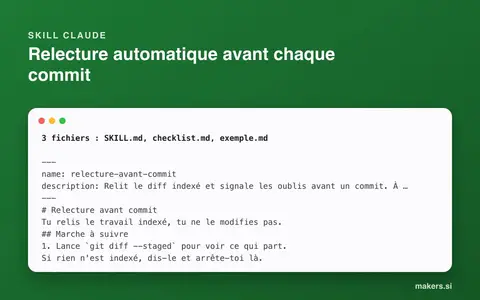 SKILL CLAUDE
Relecture automatique avant chaque
commit
3 fichiers : SKILL.md, checklist.md, exemple.md
---
name: relecture-avant-commit
description: Relit le diff indexé et signale les oublis avant un commit. À …
---
# Relecture avant commit
Tu relis le travail indexé, tu ne le modifies pas.
## Marche à suivre
1. Lance `git diff --staged` pour voir ce qui part.
Si rien n'est indexé, dis-le et arrête-toi là.
makers.si